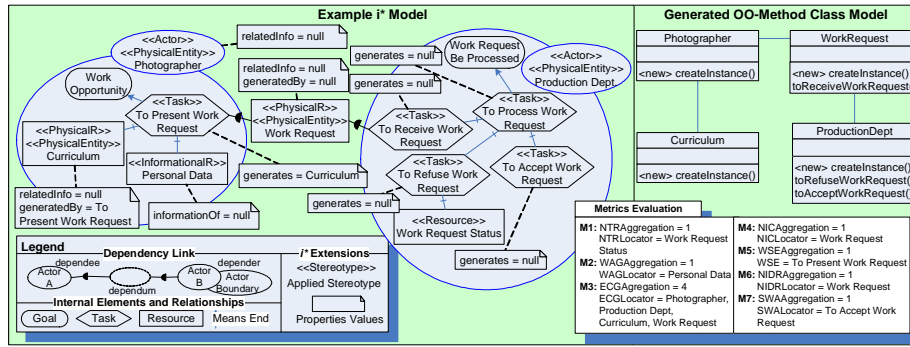 Example i* Model
Generated OO-Method Class Model
<<Actor>>
<<PhysicalEntity>>
Photographer
relatedInfo = null
Work
Opportunity
<<Task>>
To Present Work
Request
<<PhysicalR>>
<<PhysicalEntity>>
Curriculum
<<InformationalR>>
Personal Data
relatedInfo = null
generatedBy = To
Present Work Request
informationOf = null
generates = Curriculum
relatedInfo = null
generatedBy = null
<<PhysicalR>>
<<PhysicalEntity>>
Work Request
generates = null
generates = null
Work Request
Be Processed
<<Actor>>
<<PhysicalEntity>>
Production Dept.
<<Task>>
To Receive Work
Request
<<Task>>
To Process Work
Request
<<Task>>
To Refuse Work
Request
<<Task>>
To Accept Work
Request
generates = null
<<Resource>>
Work Request Status
generates = null
Photographer
<new> createInstance()
WorkRequest
<new> createInstance()
toReceiveWorkRequest()
Curriculum
<new> createInstance()
ProductionDept
<new> createInstance()
toRefuseWorkRequest()
toAcceptWorkRequest()
Legend
Dependency Link
dependee
depender
Actor
A
dependum
Actor
B
Actor
Boundary
Internal Elements and Relationships
Goal
Task
Resource
Means End
i* Extensions
<<Stereotype>>
Applied Stereotype
Properties Values
Metrics Evaluation
M1: NTRAggregation = 1
NTRLocator = Work Request
Status
M2: WAGAggregation = 1
WAGLocator = Personal Data
M3: ECGAgregation = 4
ECGLocator = Photographer,
Production Dept,
Curriculum, Work Request
M4: NICAggregation = 1
NICLocator = Work Request
M5: WSEAggregation = 1
WSE = To Present Work Request
M6: NIDRAggregation = 1
NIDRLocator = Work Request
M7: SWAAggregation = 1
SWALocator = To Accept Work
Request